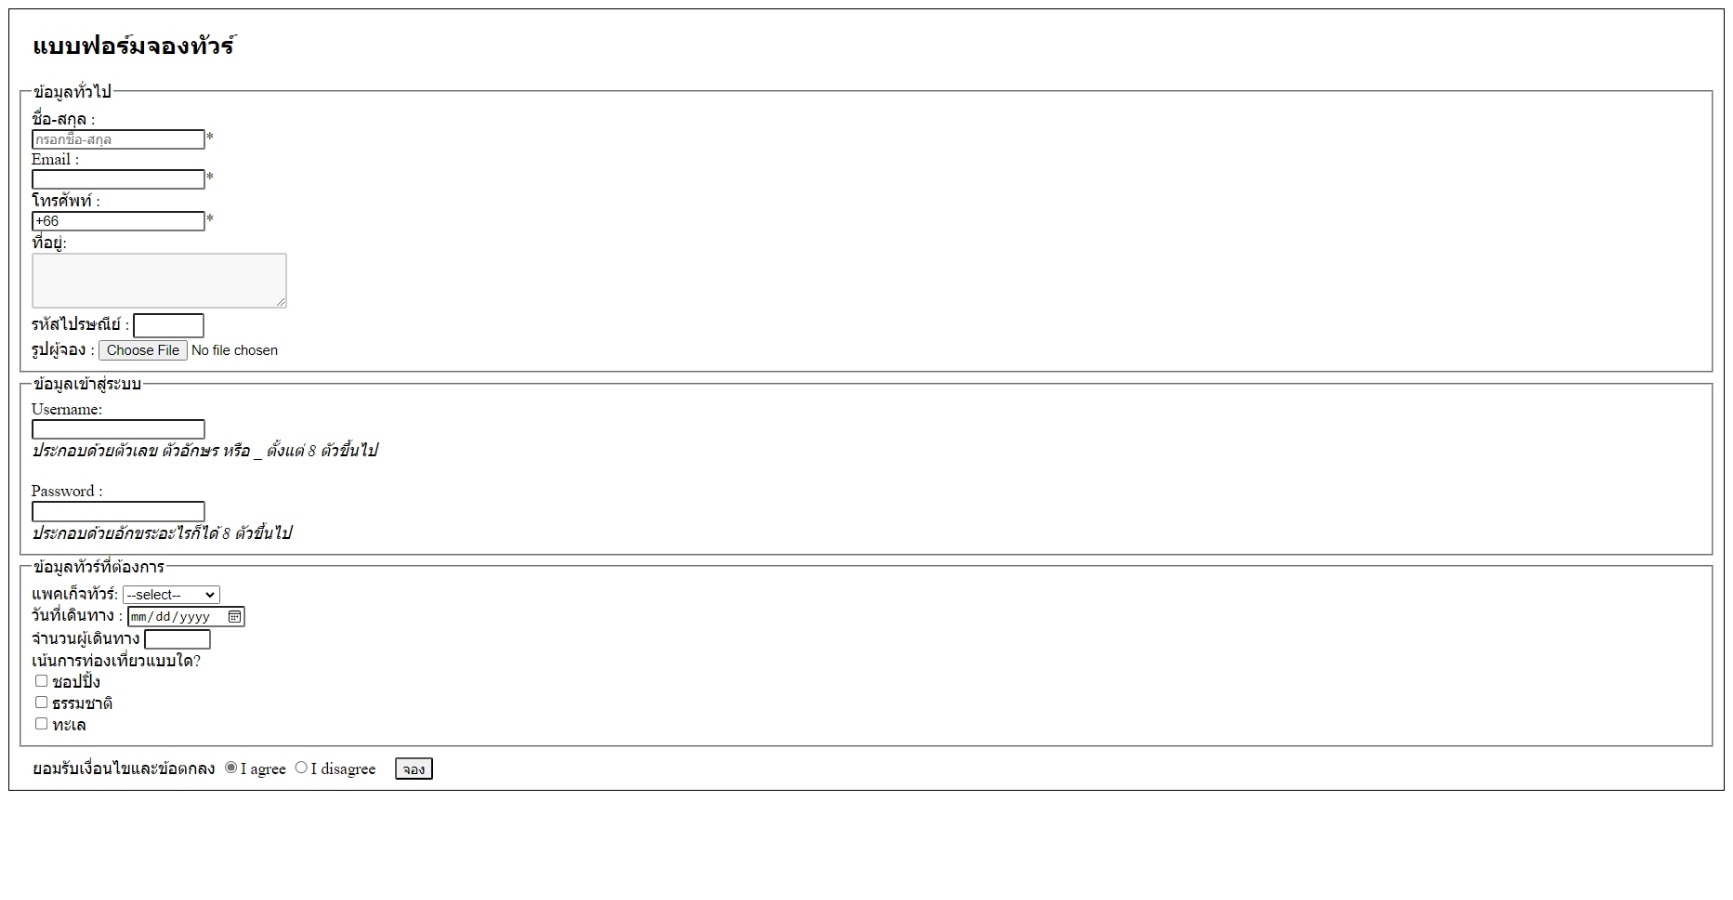 แบบฟอร์มจองทัวร์
ข้อมูลทั่วไป
ชื่อ-สกุล :
กรอกชื่อ-สกุล*
Email :
*
โทรศัพท์ :
+66*
ที่อยู่:
รหัสไปรษณีย์ :
รูปผู้จอง : Choose File No file chosen
ข้อมูลเข้าสู่ระบบ
Username:
ประกอบด้วยตัวเลข ตัวอักษร หรือ _ ตั้งแต่ 8 ตัวขึ้นไป
Password :
ประกอบด้วยอักขระอะไรก็ได้ 8 ตัวขึ้นไป
ข้อมูลทัวร์ที่ต้องการ
แพคเก็จทัวร์: --select--
วันที่เดินทาง : mm/dd/yyyy
จำนวนผู้เดินทาง
เน้นการท่องเที่ยวแบบใด?
ชอปปิ้ง
ธรรมชาติ
ทะเล
ยอมรับเงื่อนไขและข้อตกลง I agree I disagree จอง